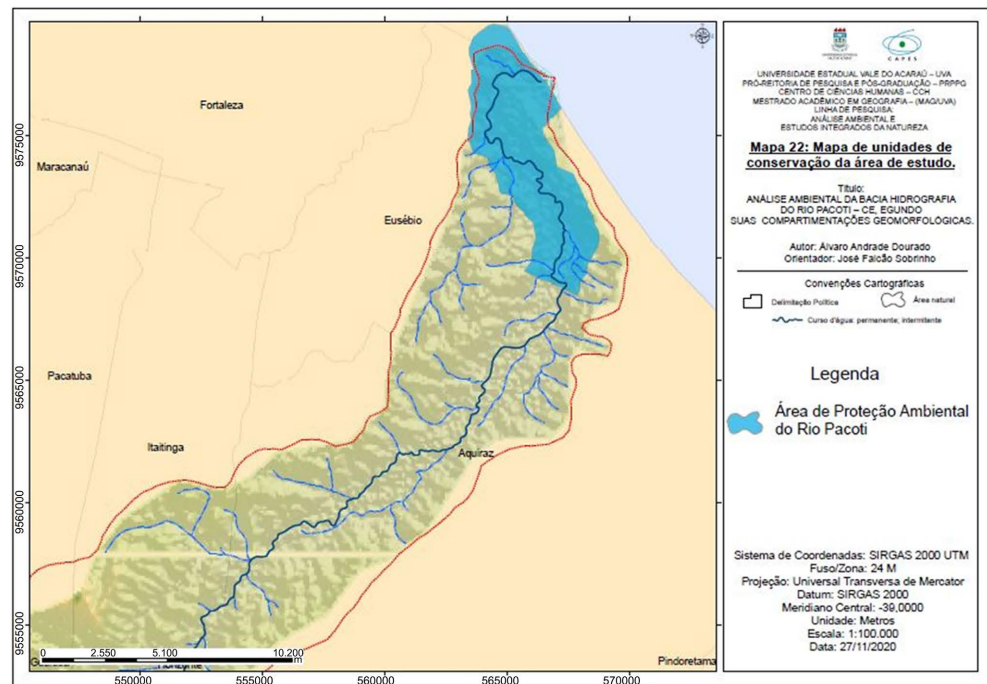 Fortaleza
Maracanaú
Eusébio
Pacatuba
Itaitinga
Aquiraz
Pindoretama
9575000
9570000
9565000
9560000
9555000
0 2.550 5.100 10.200
m
550000 555000 560000 565000 570000
CAPES
UNIVERSIDADE ESTADUAL VALE DO ACARAÚ – UVA
PRÓ-REITORIA DE PESQUISA E PÓS-GRADUAÇÃO – PRPPG
CENTRO DE CIÊNCIAS HUMANAS – CCH
MESTRADO ACADÊMICO EM GEOGRAFIA – (MAG/UVA)
LINHA DE PESQUISA:
ANÁLISE AMBIENTAL E
ESTUDOS INTEGRADOS DA NATUREZA
Mapa 22: Mapa de unidades de
conservação da área de estudo.
Título:
ANÁLISE AMBIENTAL DA BACIA HIDROGRAFIA
DO RIO PACOTI – CE, EGUNDO
SUAS COMPARTIMENTAÇÕES GEOMORFOLÓGICAS.
Autor: Alvaro Andrade Dourado
Orientador: José Falcão Sobrinho
Convenções Cartográficas
Delimitação Política
Área natural
Curso d'água: permanente; intermitente
Legenda
Área de Proteção Ambiental
do Rio Pacoti
Sistema de Coordenadas: SIRGAS 2000 UTM
Fuso/Zona: 24 M
Projeção: Universal Transversa de Mercator
Datum: SIRGAS 2000
Meridiano Central: -39,0000
Unidade: Metros
Escala: 1:100.000
Data: 27/11/2020